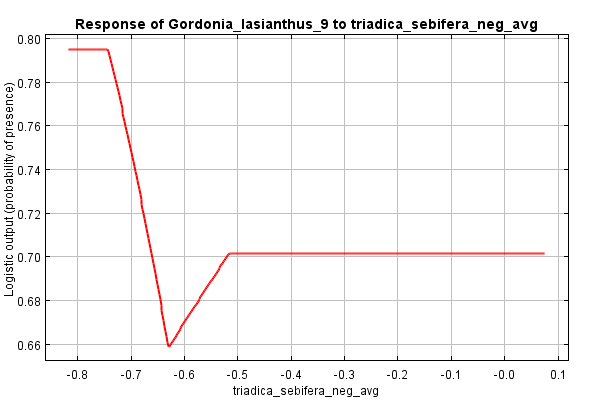 Response of Gordonia_lasianthus_9 to triadica_sebifera_neg_avg
Logistic output (probability of presence)
0.80
0.78
0.76
0.74
0.72
0.70
0.68
0.66
-0.8 -0.7 -0.6 -0.5 -0.4 -0.3 -0.2 -0.1 -0.0 0.1
triadica_sebifera_neg_avg